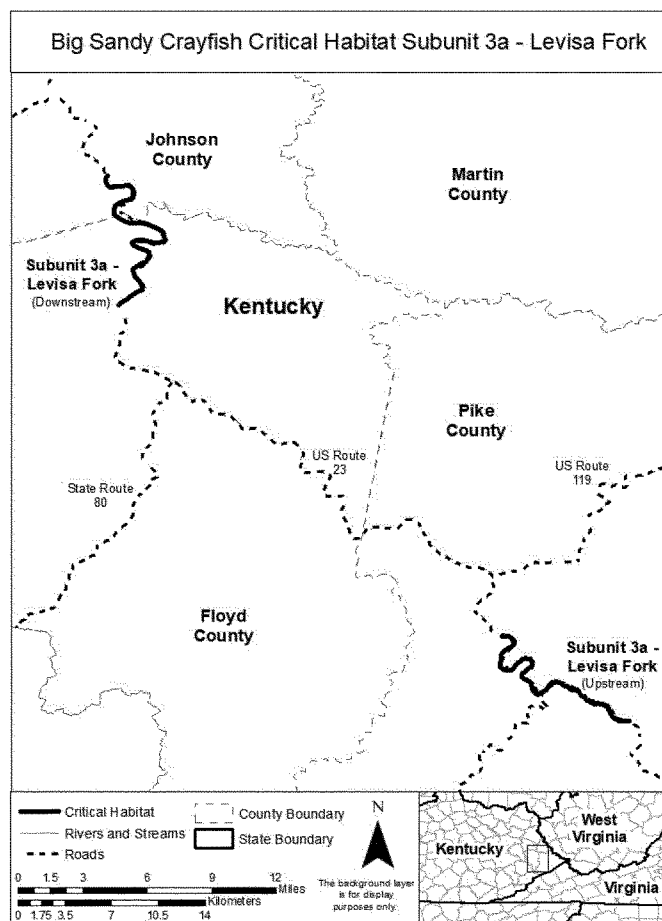 Big Sandy Crayfish Critical Habitat Subunit 3a - Levisa Fork
Johnson
County
Martin
County
Subunit 3a -
Levisa Fork
(Downstream)
Kentucky
Pike
County
US Route
23
US Route
119
State Route
80
Floyd
County
Subunit 3a -
Levisa Fork
(Upstream)
Critical Habitat
Rivers and Streams
Roads
County Boundary
State Boundary
N
The background layer
is for display
purposes only.
0 1.5 3 6 9 12
Miles
Kilometers
0 1.75 3.5 7 10.5 14
Kentucky
West
Virginia
Virginia